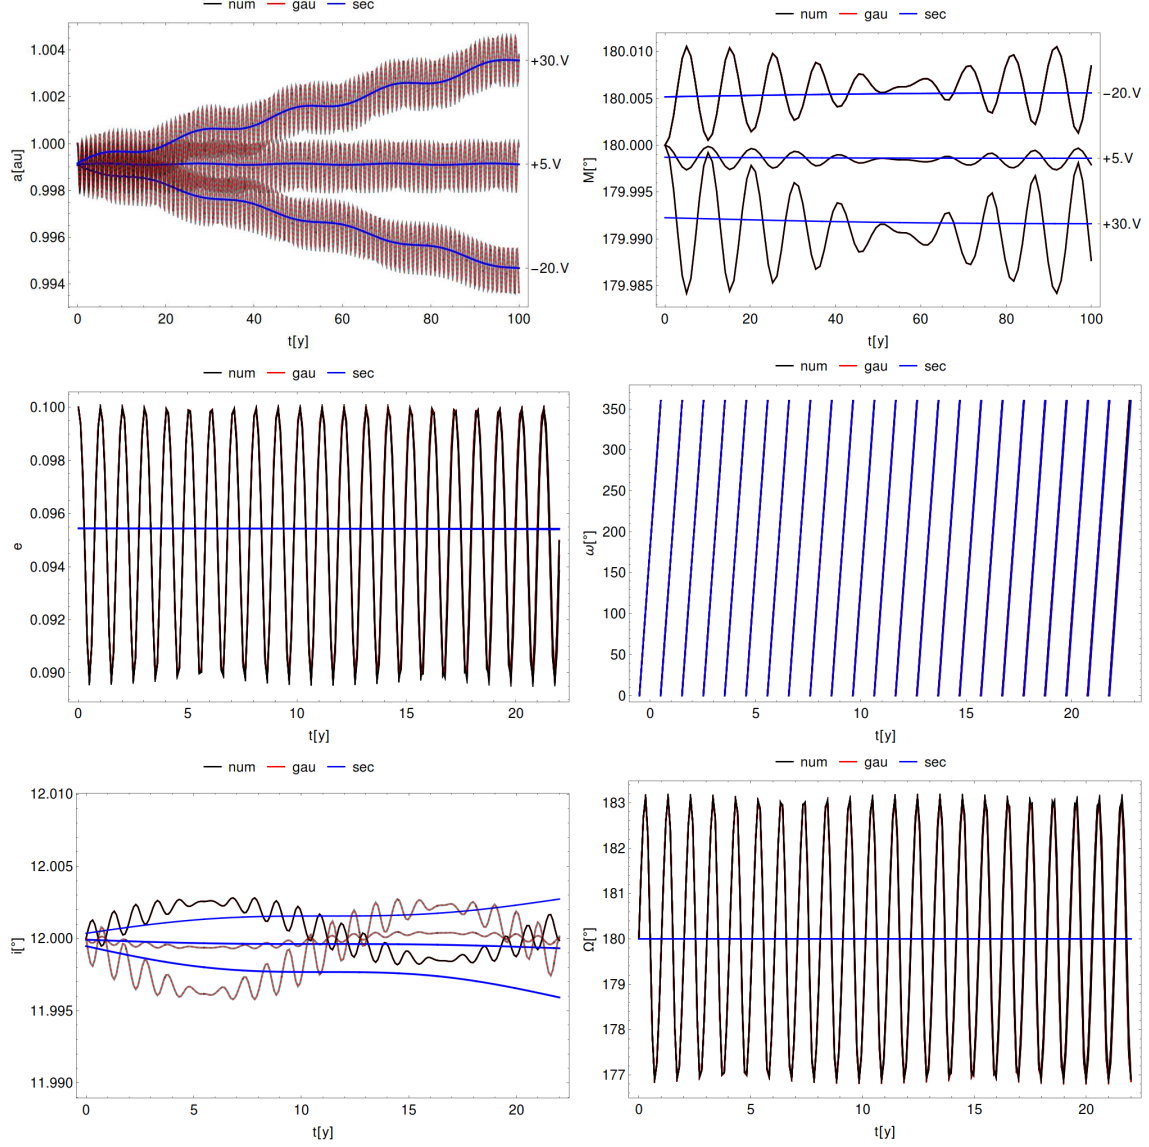 num gau sec
1.004
1.002
1.000
0.998
0.996
0.994
a[au]
+30.V
+5.V
−20.V
0 20 40 60 80 100
t[y]
num gau sec
180.010
180.005
180.000
179.995
179.990
179.985
M[°]
−20.V
+5.V
+30.V
0 20 40 60 80 100
t[y]
num gau sec
0.100
0.098
0.096
0.094
0.092
0.090
e
0 5 10 15 20
t[y]
num gau sec
350
300
250
200
150
100
50
0
ω[°]
0 5 10 15 20
t[y]
num gau sec
12.010
12.005
12.000
11.995
11.990
i[°]
0 5 10 15 20
t[y]
num gau sec
183
182
181
180
179
178
177
Ω[°]
0 5 10 15 20
t[y]